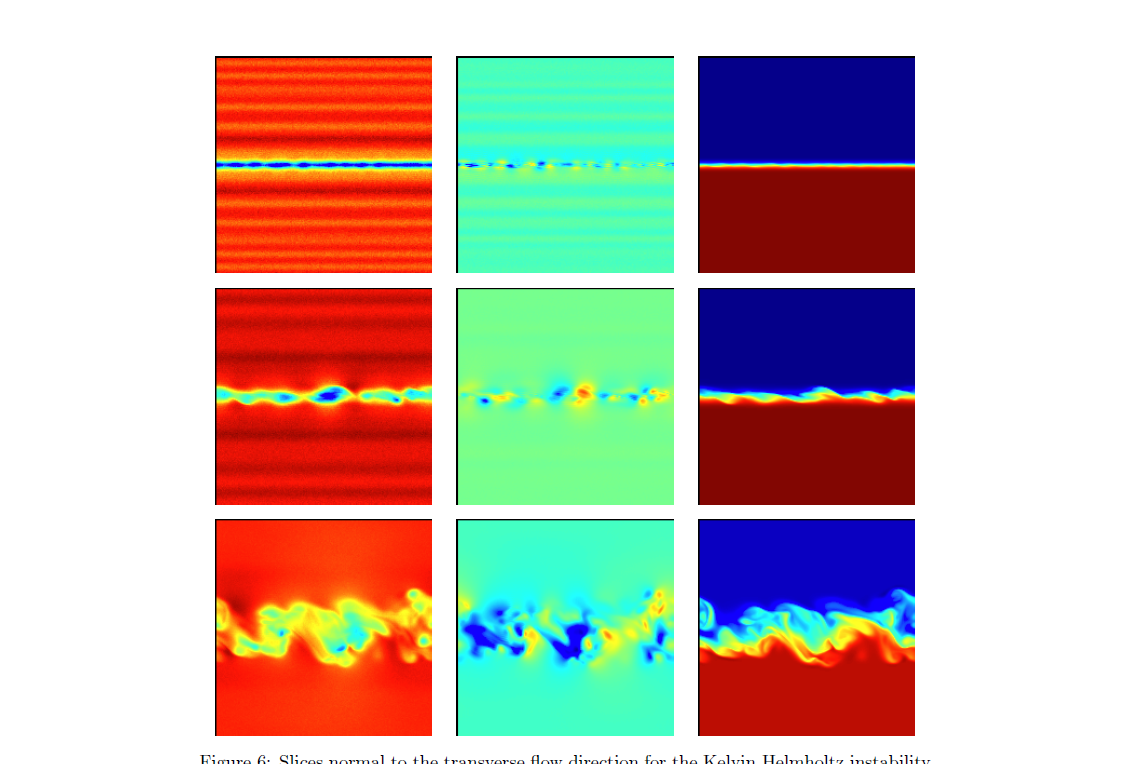 Figure 6: Slices normal to the transverse flow direction for the Kelvin Helmholtz instability